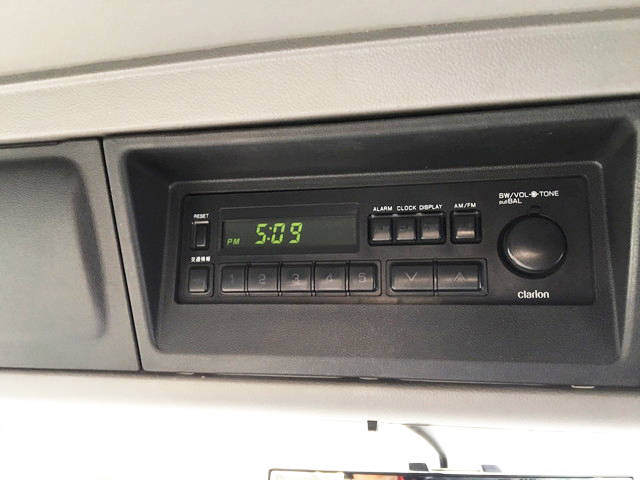 RESET
PM 5:09
ALARM CLOCK DISPLAY AM/FM
SW/VOL TONE
pull BAL
交通情報
1 2 3 4 5
clarion